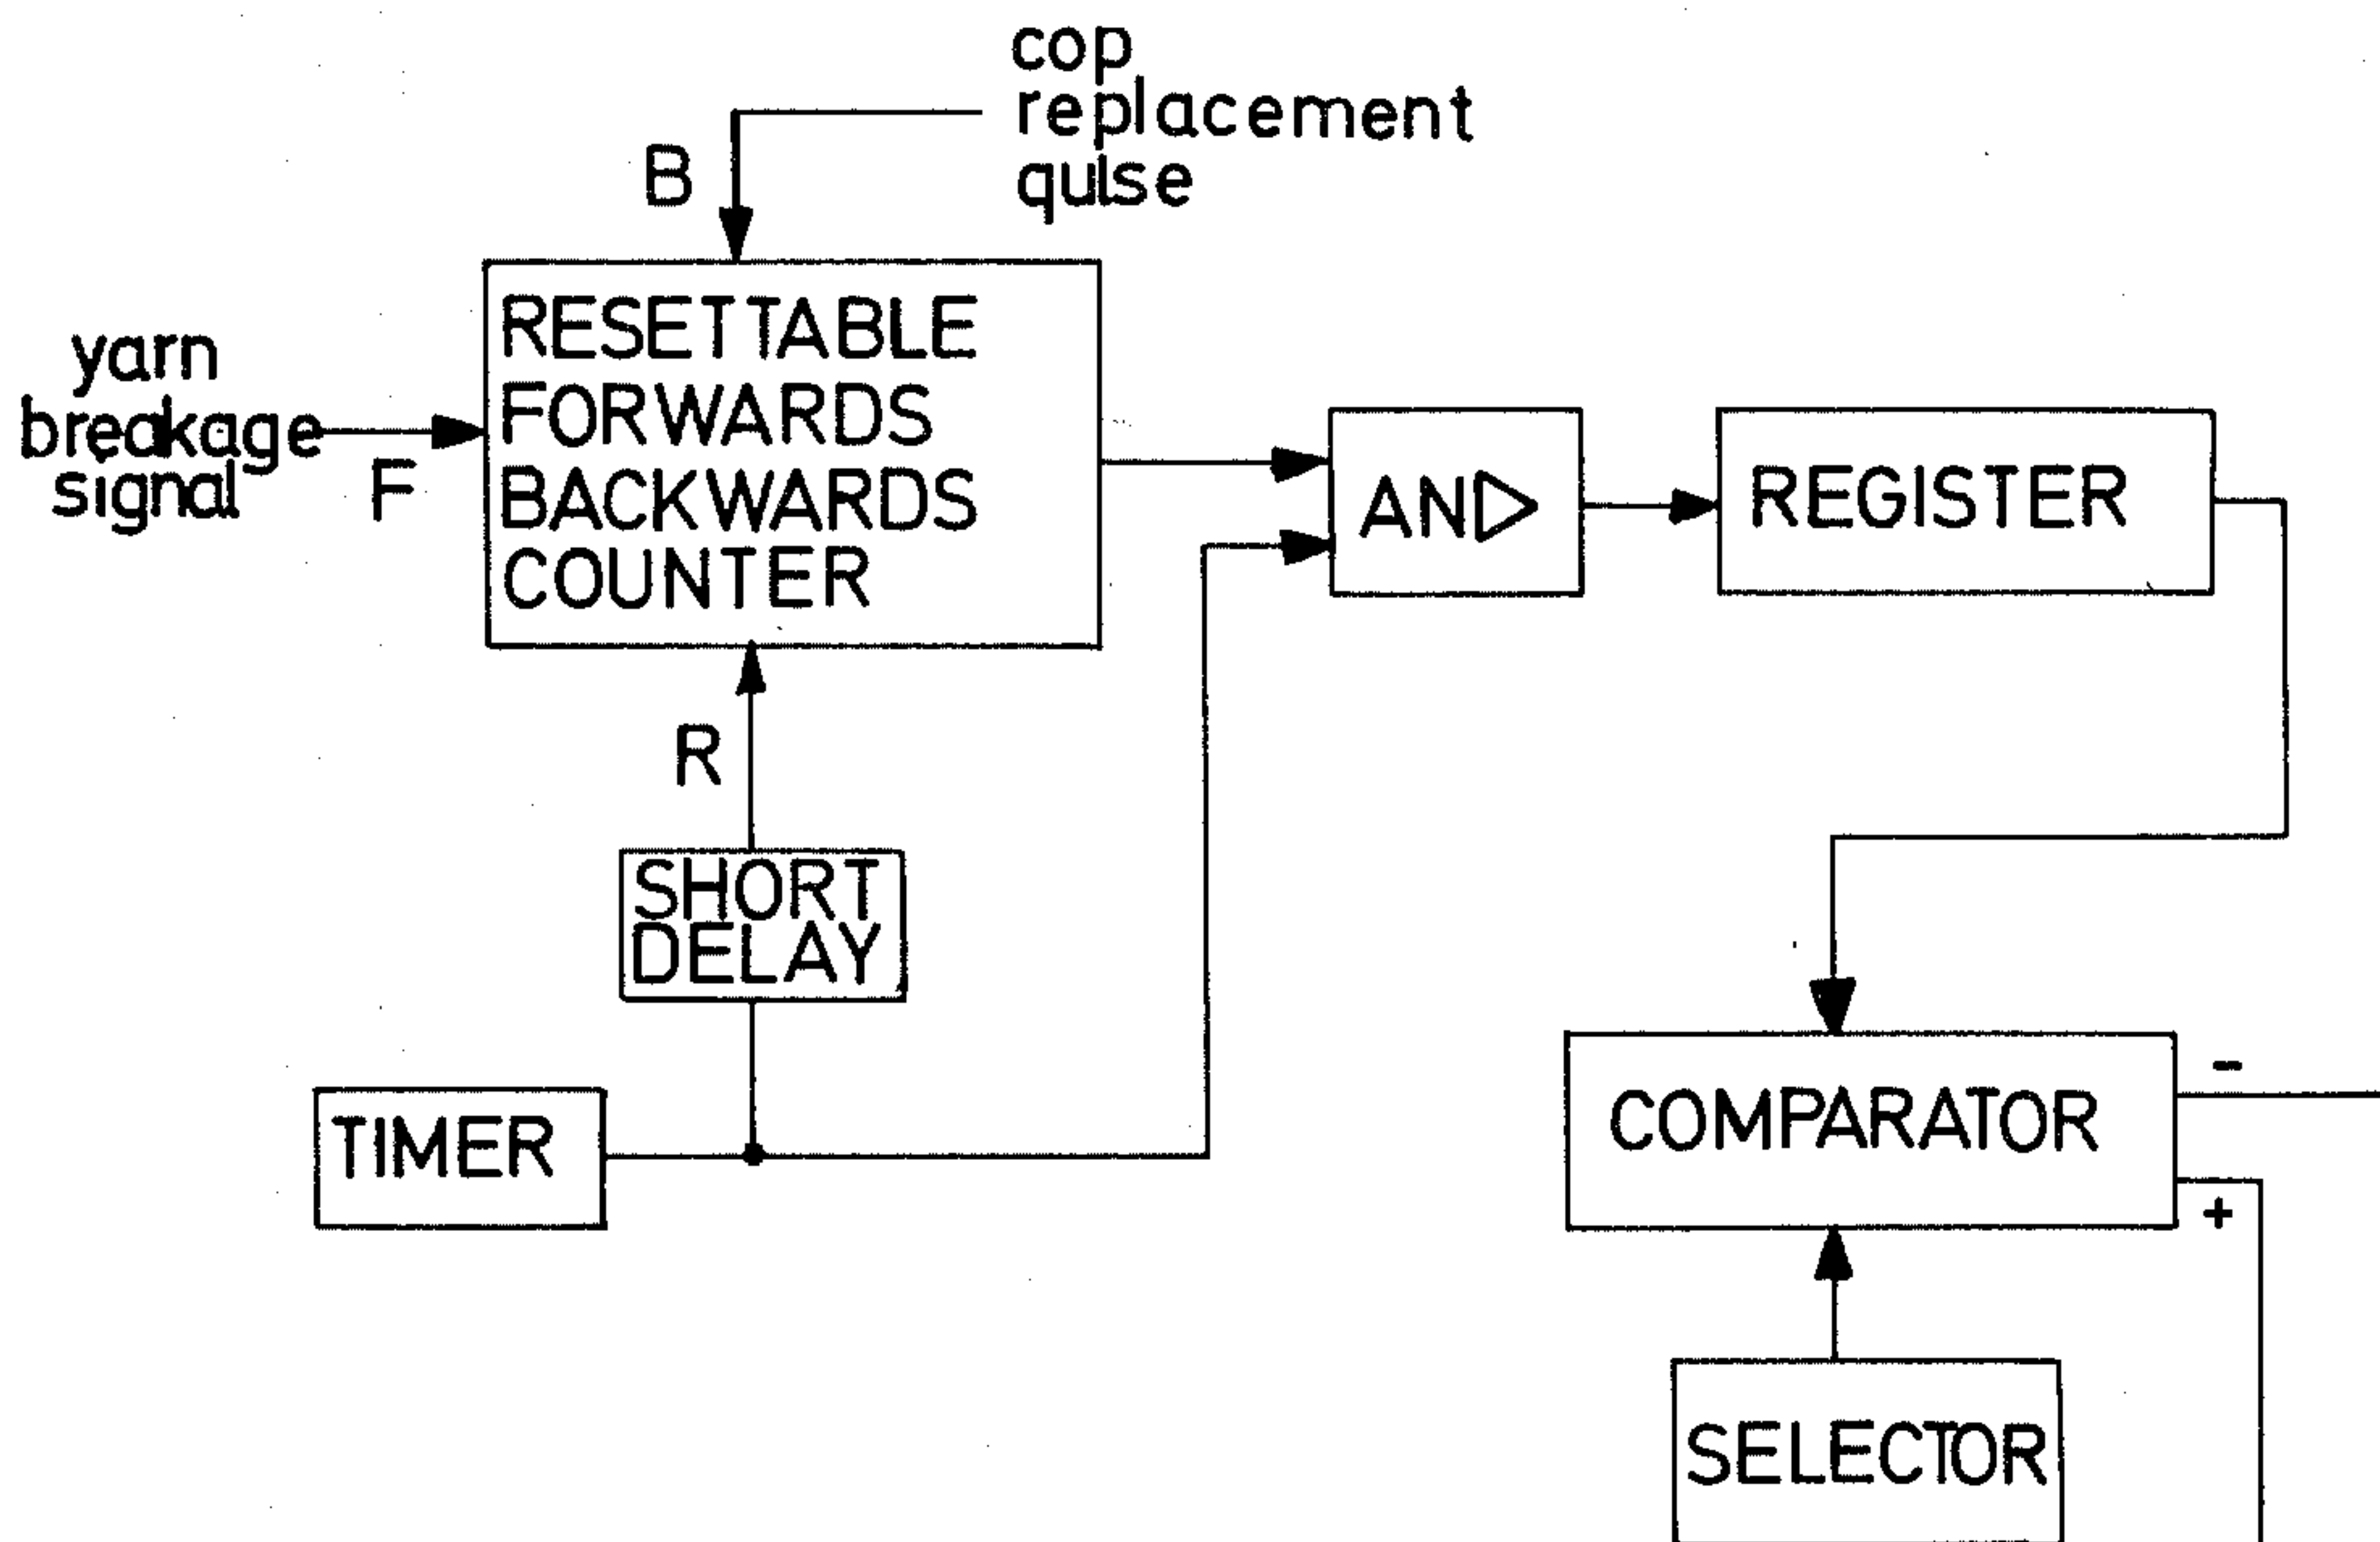 cop
replacement
qulse
B
yarn
breakage
signal
F
RESETTABLE
FORWARDS
BACKWARDS
COUNTER
AND
REGISTER
R
SHORT
DELAY
TIMER
COMPARATOR
-
+
SELECTOR